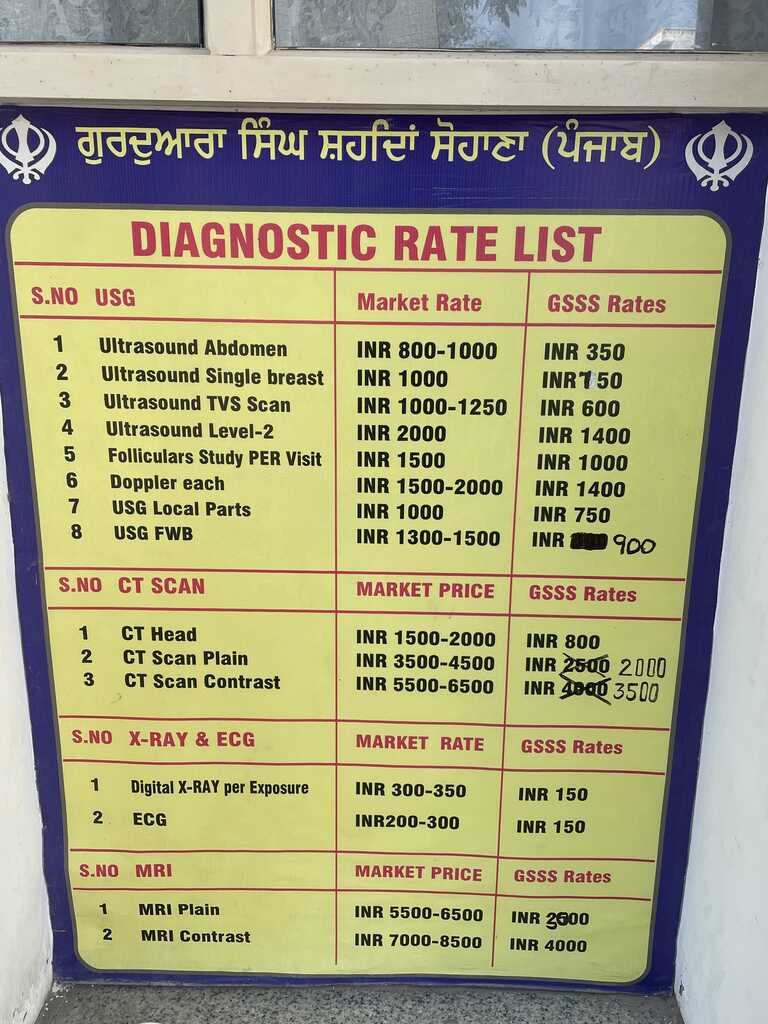 ਗੁਰਦੁਆਰਾ ਸਿੰਘ ਸ਼ਹੀਦਾਂ ਸੋਹਾਣਾ (ਪੰਜਾਬ)
DIAGNOSTIC RATE LIST
S.NO USG Market Rate GSSS Rates
1 Ultrasound Abdomen INR 800-1000 INR 350
2 Ultrasound Single breast INR 1000 INR 750
3 Ultrasound TVS Scan INR 1000-1250 INR 600
4 Ultrasound Level-2 INR 2000 INR 1400
5 Folliculars Study PER Visit INR 1500 INR 1000
6 Doppler each INR 1500-2000 INR 1400
7 USG Local Parts INR 1000 INR 750
8 USG FWB INR 1300-1500 INR 900
S.NO CT SCAN MARKET PRICE GSSS Rates
1 CT Head INR 1500-2000 INR 800
2 CT Scan Plain INR 3500-4500 INR 2500 2000
3 CT Scan Contrast INR 5500-6500 INR 4000 3500
S.NO X-RAY & ECG MARKET RATE GSSS Rates
1 Digital X-RAY per Exposure INR 300-350 INR 150
2 ECG INR200-300 INR 150
S.NO MRI MARKET PRICE GSSS Rates
1 MRI Plain INR 5500-6500 INR
2 MRI Contrast INR 7000-8500 INR 4000